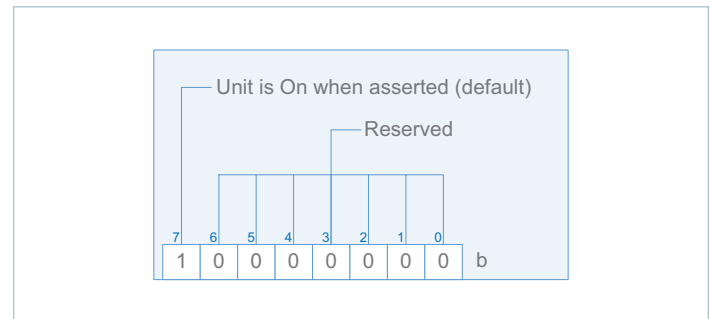 Unit is On when asserted (default)
Reserved
7 6 5 4 3 2 1 0
1 0 0 0 0 0 0 0 b